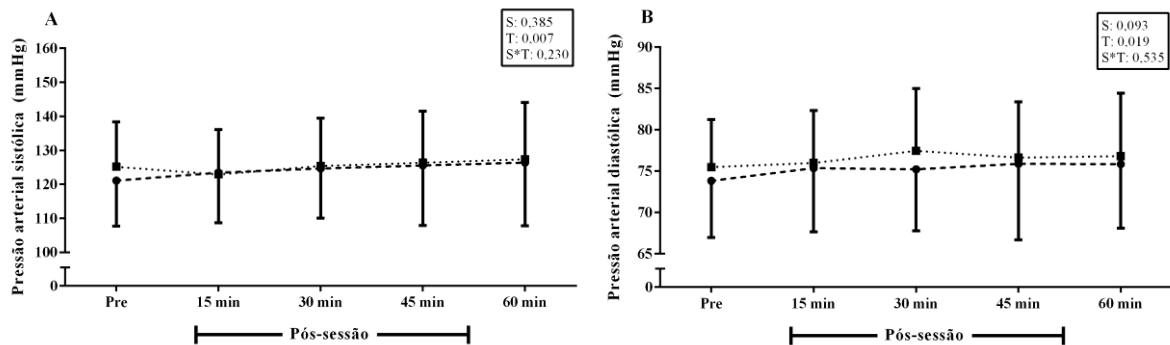 A
S: 0,385
T: 0,007
S*T: 0,230
Pressão arterial sistólica (mmHg)
160
150
140
130
120
110
100
0
Pre
15 min
30 min
45 min
60 min
Pós-sessão
B
S: 0,093
T: 0,019
S*T: 0,535
Pressão arterial diastólica (mmHg)
90
85
80
75
70
65
0
Pre
15 min
30 min
45 min
60 min
Pós-sessão